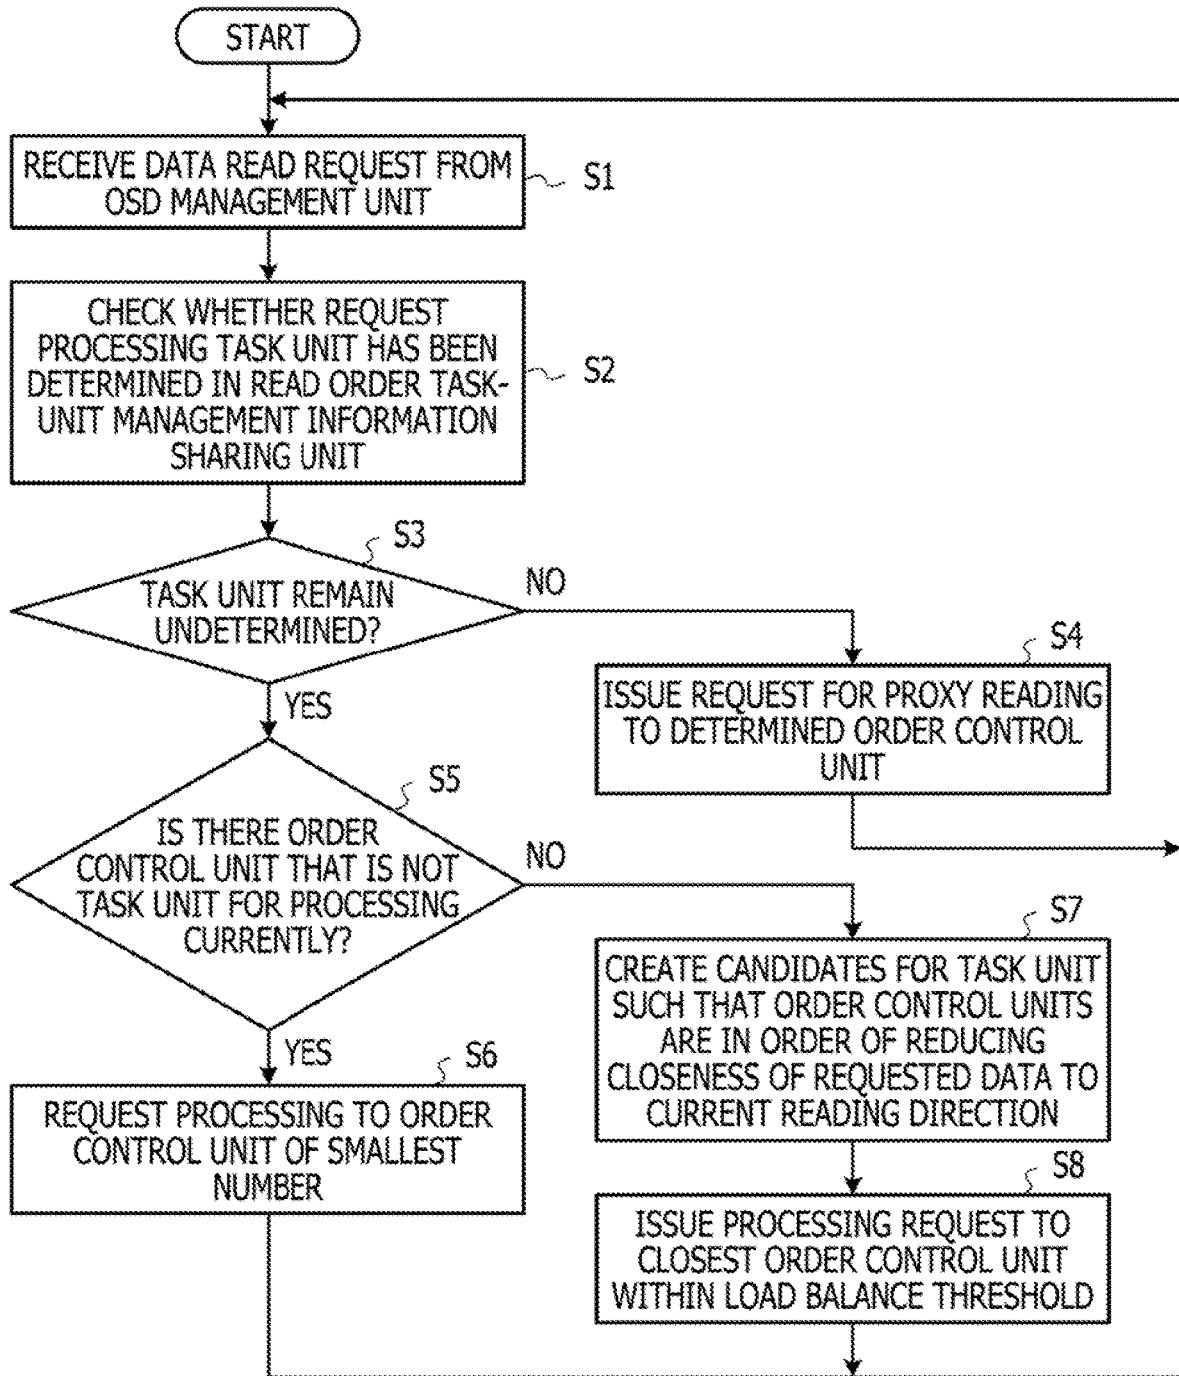 START
RECEIVE DATA READ REQUEST FROM
OSD MANAGEMENT UNIT
S1
CHECK WHETHER REQUEST
PROCESSING TASK UNIT HAS BEEN
DETERMINED IN READ ORDER TASK-
UNIT MANAGEMENT INFORMATION
SHARING UNIT
S2
S3
TASK UNIT REMAIN
UNDETERMINED?
NO
YES
S4
ISSUE REQUEST FOR PROXY READING
TO DETERMINED ORDER CONTROL
UNIT
S5
IS THERE ORDER
CONTROL UNIT THAT IS NOT
TASK UNIT FOR PROCESSING
CURRENTLY?
NO
YES
S6
REQUEST PROCESSING TO ORDER
CONTROL UNIT OF SMALLEST
NUMBER
S7
CREATE CANDIDATES FOR TASK UNIT
SUCH THAT ORDER CONTROL UNITS
ARE IN ORDER OF REDUCING
CLOSENESS OF REQUESTED DATA TO
CURRENT READING DIRECTION
S8
ISSUE PROCESSING REQUEST TO
CLOSEST ORDER CONTROL UNIT
WITHIN LOAD BALANCE THRESHOLD